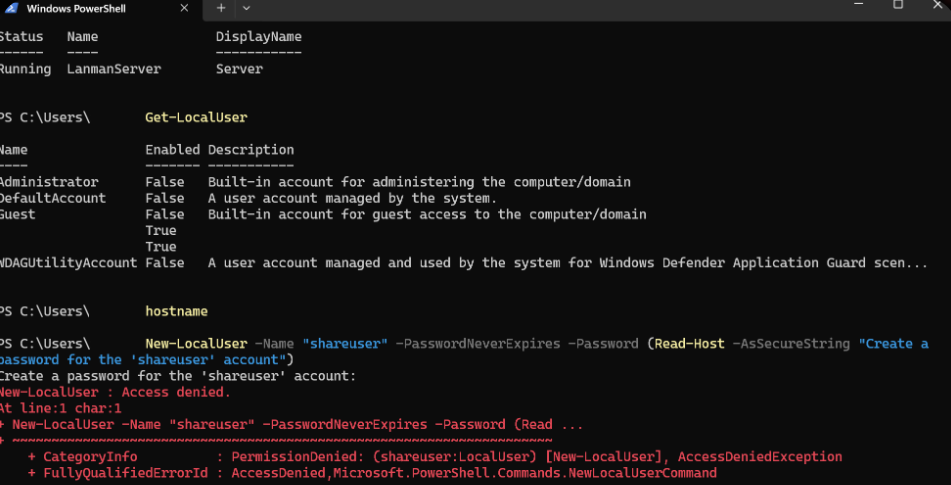 Windows PowerShell
Status Name DisplayName
------ ---- -----------
Running LanmanServer Server
PS C:\Users\ Get-LocalUser
Name Enabled Description
---- ------- -----------
Administrator False Built-in account for administering the computer/domain
DefaultAccount False A user account managed by the system.
Guest False Built-in account for guest access to the computer/domain
True
True
WDAGUtilityAccount False A user account managed and used by the system for Windows Defender Application Guard scen...
PS C:\Users\ hostname
PS C:\Users\ New-LocalUser -Name "shareuser" -PasswordNeverExpires -Password (Read-Host -AsSecureString "Create a
password for the 'shareuser' account")
Create a password for the 'shareuser' account:
New-LocalUser : Access denied.
At line:1 char:1
+ New-LocalUser -Name "shareuser" -PasswordNeverExpires -Password (Read ...
+ ~~~~~~~~~~~~~~~~~~~~~~~~~~~~~~~~~~~~~~~~~~~~~~~~~~~~~~~~~~~~~~~~~~~~~
+ CategoryInfo : PermissionDenied: (shareuser:LocalUser) [New-LocalUser], AccessDeniedException
+ FullyQualifiedErrorId : AccessDenied,Microsoft.PowerShell.Commands.NewLocalUserCommand